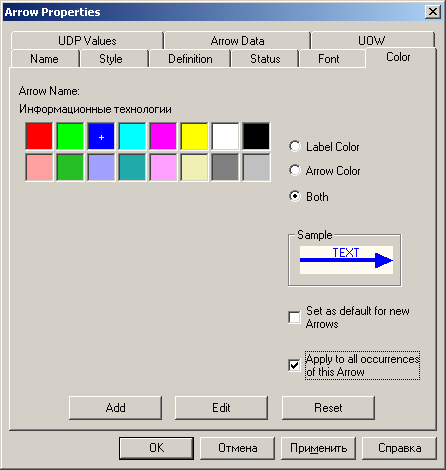 Arrow Properties
UDP Values
Arrow Data
UOW
Name
Style
Definition
Status
Font
Color
Arrow Name:
Информационные технологии
Label Color
Arrow Color
Both
Sample
TEXT
Set as default for new
Arrows
Apply to all occurrences
of this Arrow
Add
Edit
Reset
OK
Отмена
Применить
Справка